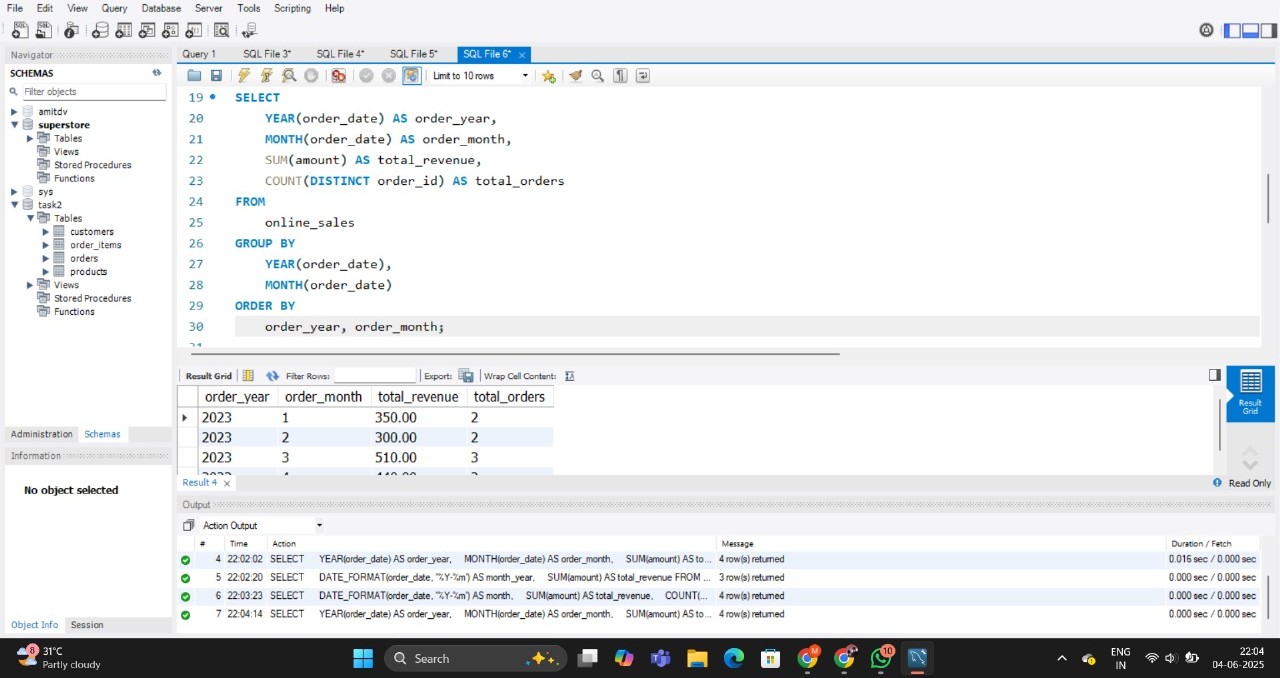 File Edit View Query Database Server Tools Scripting Help
Navigator
SCHEMAS
Filter objects
amitdv
superstore
Tables
Views
Stored Procedures
Functions
sys
task2
Tables
customers
order_items
orders
products
Views
Stored Procedures
Functions
Administration Schemas
Information
No object selected
Object Info Session
Query 1 SQL File 3* SQL File 4* SQL File 5* SQL File 6*
Limit to 10 rows
19 SELECT
20 YEAR(order_date) AS order_year,
21 MONTH(order_date) AS order_month,
22 SUM(amount) AS total_revenue,
23 COUNT(DISTINCT order_id) AS total_orders
24 FROM
25 online_sales
26 GROUP BY
27 YEAR(order_date),
28 MONTH(order_date)
29 ORDER BY
30 order_year, order_month;
Result Grid Filter Rows: Export: Wrap Cell Content:
order_year order_month total_revenue total_orders
2023 1 350.00 2
2023 2 300.00 2
2023 3 510.00 3
Result Grid
Result 4
Read Only
Output
Action Output
# Time Action Message Duration / Fetch
4 22:02:02 SELECT YEAR(order_date) AS order_year, MONTH(order_date) AS order_month, SUM(amount) AS to... 4 row(s) returned 0.016 sec / 0.000 sec
5 22:02:20 SELECT DATE_FORMAT(order_date, '%Y-%m') AS month_year, SUM(amount) AS total_revenue FROM ... 3 row(s) returned 0.000 sec / 0.000 sec
6 22:03:23 SELECT DATE_FORMAT(order_date, '%Y-%m') AS month, SUM(amount) AS total_revenue, COUNT(... 4 row(s) returned 0.000 sec / 0.000 sec
7 22:04:14 SELECT YEAR(order_date) AS order_year, MONTH(order_date) AS order_month, SUM(amount) AS to... 4 row(s) returned 0.000 sec / 0.000 sec
8 31°C
Partly cloudy
Search
10
ENG
IN
22:04
04-06-2025